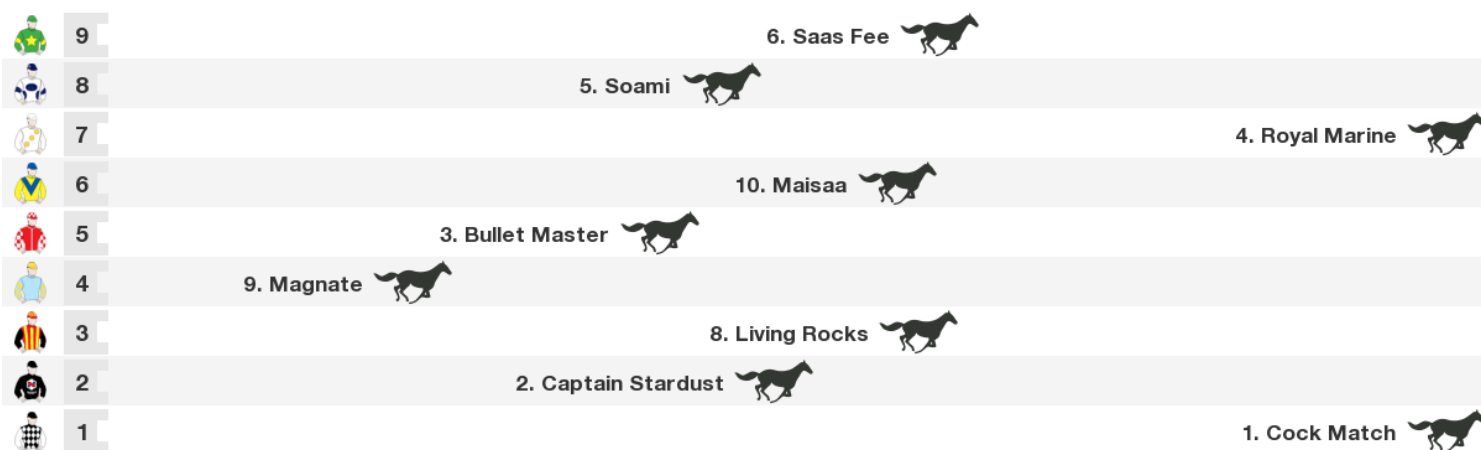 9 6. Saas Fee
8 5. Soami
7 4. Royal Marine
6 10. Maisaa
5 3. Bullet Master
4 9. Magnate
3 8. Living Rocks
2 2. Captain Stardust
1 1. Cock Match